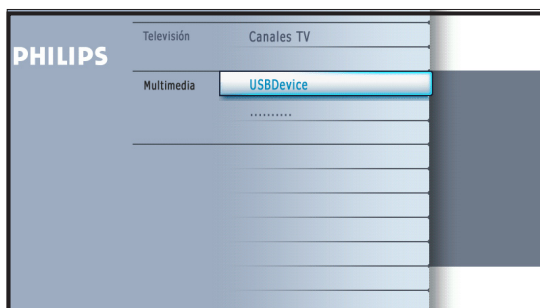 Televisión Canales TV
PHILIPS
Multimedia USBDevice
..........